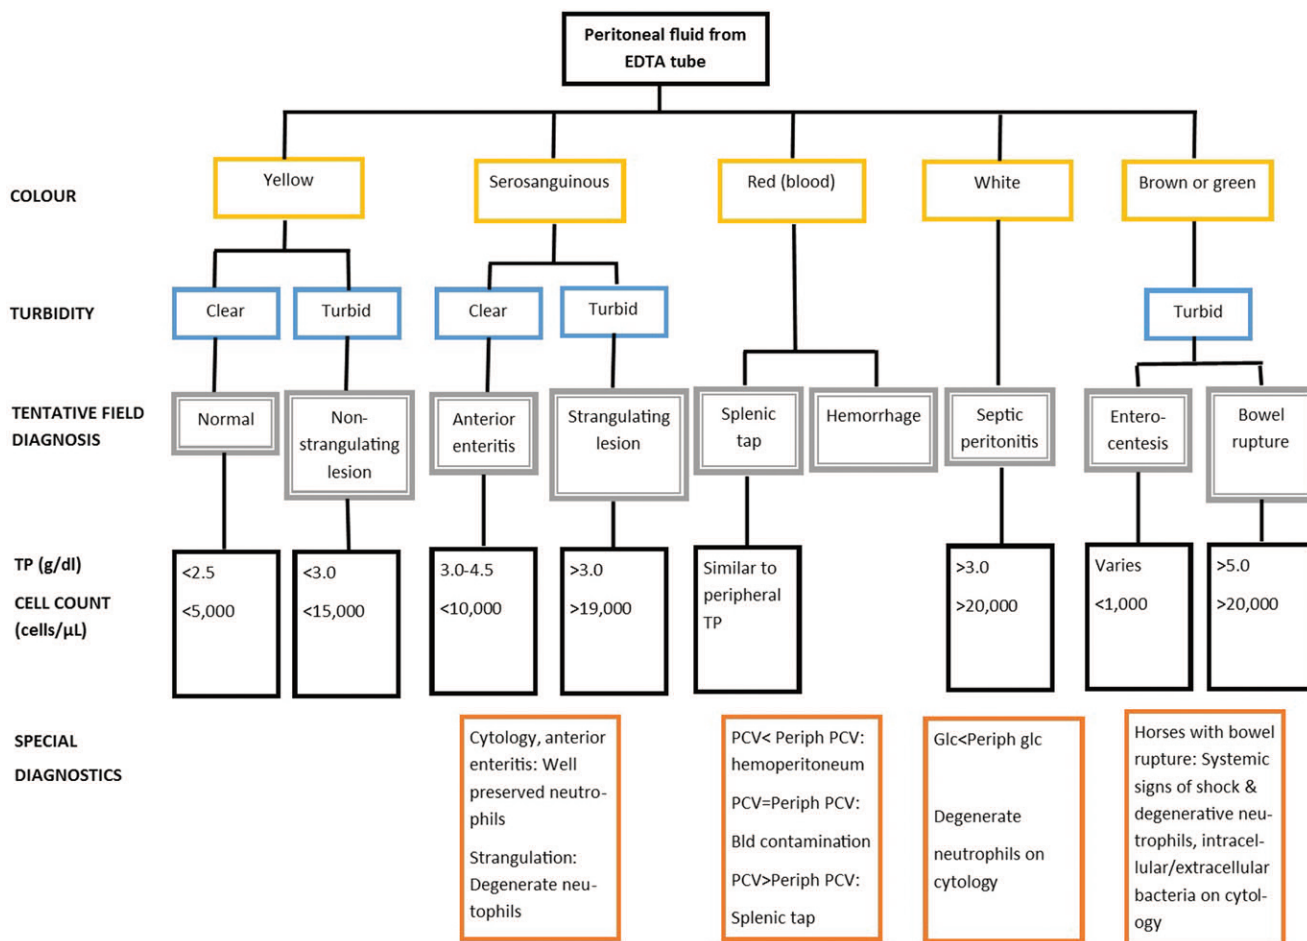 Peritoneal fluid from
EDTA tube
COLOUR
Yellow
Serosanguinous
Red (blood)
White
Brown or green
TURBIDITY
Clear
Turbid
Clear
Turbid
Turbid
TENTATIVE FIELD
DIAGNOSIS
Normal
Non-
strangulating
lesion
Anterior
enteritis
Strangulating
lesion
Splenic
tap
Hemorrhage
Septic
peritonitis
Entero-
centesis
Bowel
rupture
TP (g/dl)
CELL COUNT
(cells/µL)
<2.5
<5,000
<3.0
<15,000
3.0-4.5
<10,000
>3.0
>19,000
Similar to
peripheral
TP
>3.0
>20,000
Varies
<1,000
>5.0
>20,000
SPECIAL
DIAGNOSTICS
Cytology, anterior
enteritis: Well
preserved neutro-
phils
Strangulation:
Degenerate neu-
tophils
PCV< Periph PCV:
hemoperitoneum
PCV=Periph PCV:
Bld contamination
PCV>Periph PCV:
Splenic tap
Glc<Periph glc
Degenerate
neutrophils on
cytology
Horses with bowel
rupture: Systemic
signs of shock &
degenerative neu-
trophils, intracel-
lular/extracellular
bacteria on cytol-
ogy